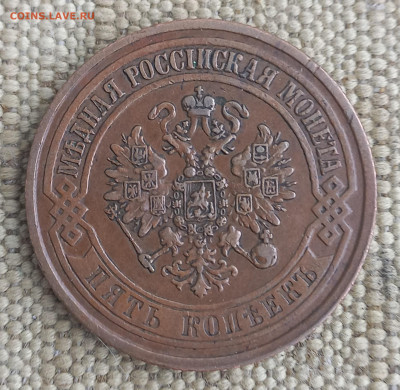 COINS.LAVE.RU
МѢДНАЯ РОССІЙСКАЯ МОНЕТА
ПЯТЬ КОПѢЕКЪ